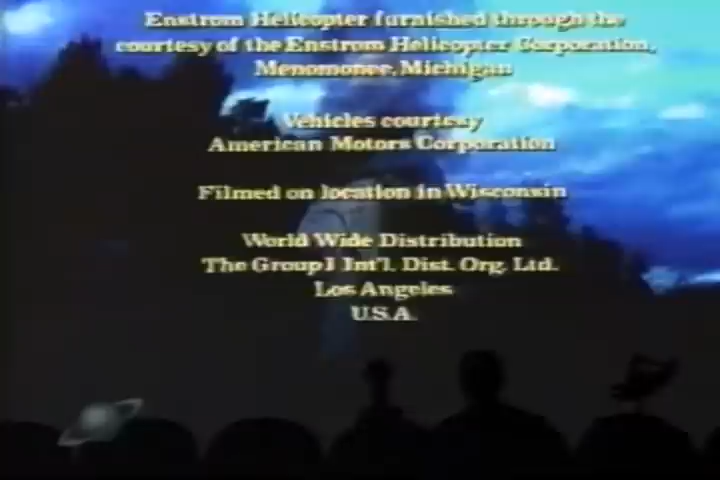 Enstrom Helicopter furnished through the
courtesy of the Enstrom Helicopter Corporation,
Menomonee, Michigan
Vehicles courtesy
American Motors Corporation
Filmed on location in Wisconsin
World Wide Distribution
The Group I Int'l. Dist. Org. Ltd.
Los Angeles
U.S.A.